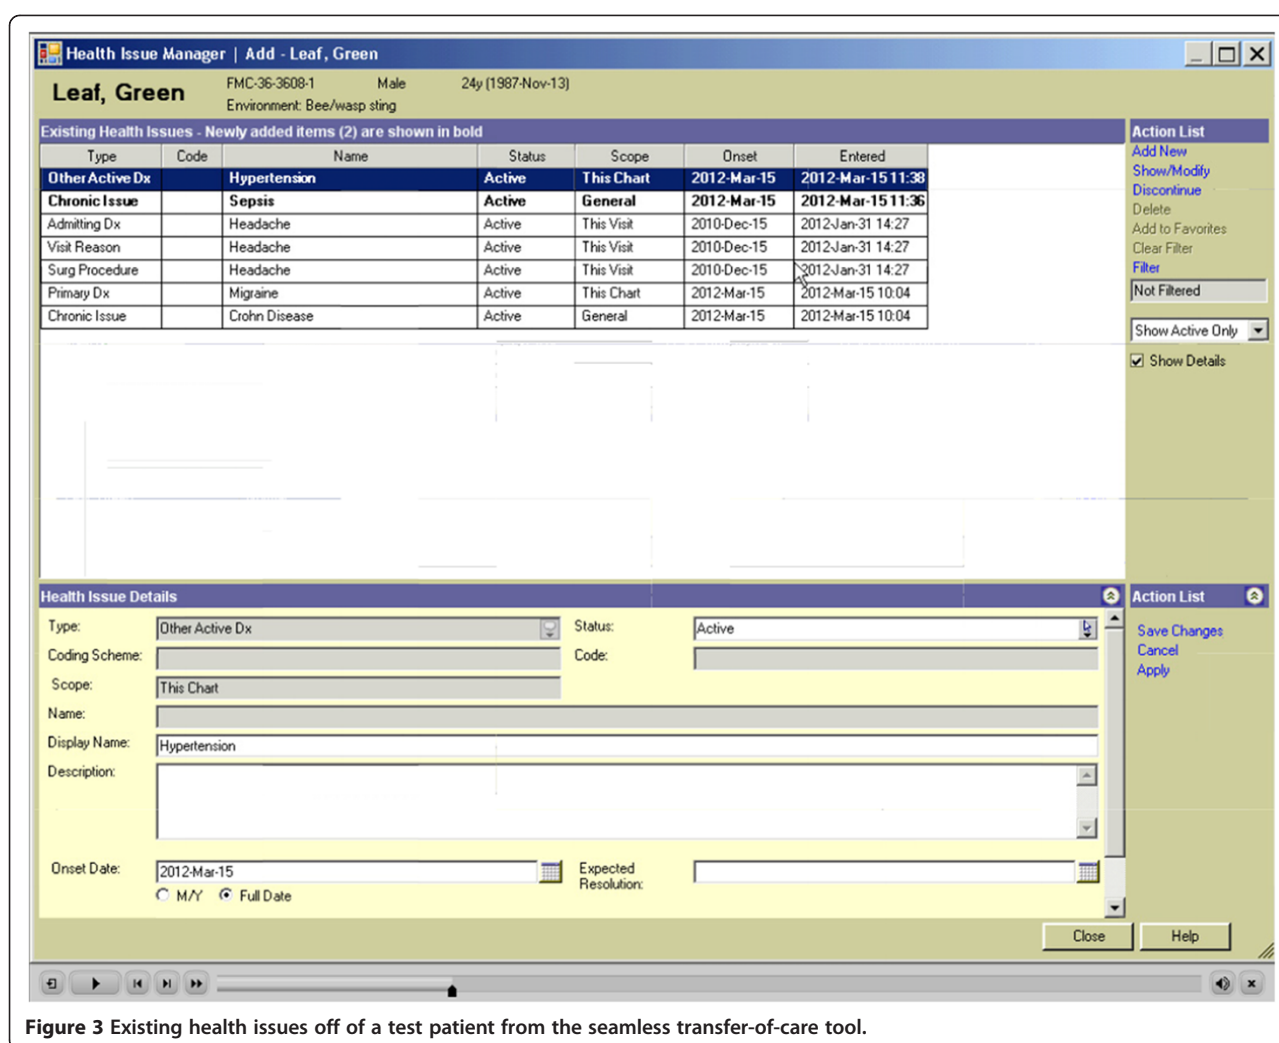 Health Issue Manager | Add - Leaf, Green
Leaf, Green FMC-36-3608-1 Male 24y (1987-Nov-13)
Environment: Bee/wasp sting
Existing Health Issues - Newly added items (2) are shown in bold
Type Code Name Status Scope Onset Entered
Other Active Dx Hypertension Active This Chart 2012-Mar-15 2012-Mar-15 11:38
Chronic Issue Sepsis Active General 2012-Mar-15 2012-Mar-15 11:36
Admitting Dx Headache Active This Visit 2010-Dec-15 2012-Jan-31 14:27
Visit Reason Headache Active This Visit 2010-Dec-15 2012-Jan-31 14:27
Surg Procedure Headache Active This Visit 2010-Dec-15 2012-Jan-31 14:27
Primary Dx Migraine Active This Chart 2012-Mar-15 2012-Mar-15 10:04
Chronic Issue Crohn Disease Active General 2012-Mar-15 2012-Mar-15 10:04
Action List
Add New
Show/Modify
Discontinue
Delete
Add to Favorites
Clear Filter
Filter
Not Filtered
Show Active Only
Show Details
Health Issue Details
Type: Other Active Dx Status: Active
Coding Scheme: Code:
Scope: This Chart
Name:
Display Name: Hypertension
Description:
Onset Date: 2012-Mar-15 Expected
Resolution:
M/Y Full Date
Action List
Save Changes
Cancel
Apply
Close Help
Figure 3 Existing health issues off of a test patient from the seamless transfer-of-care tool.